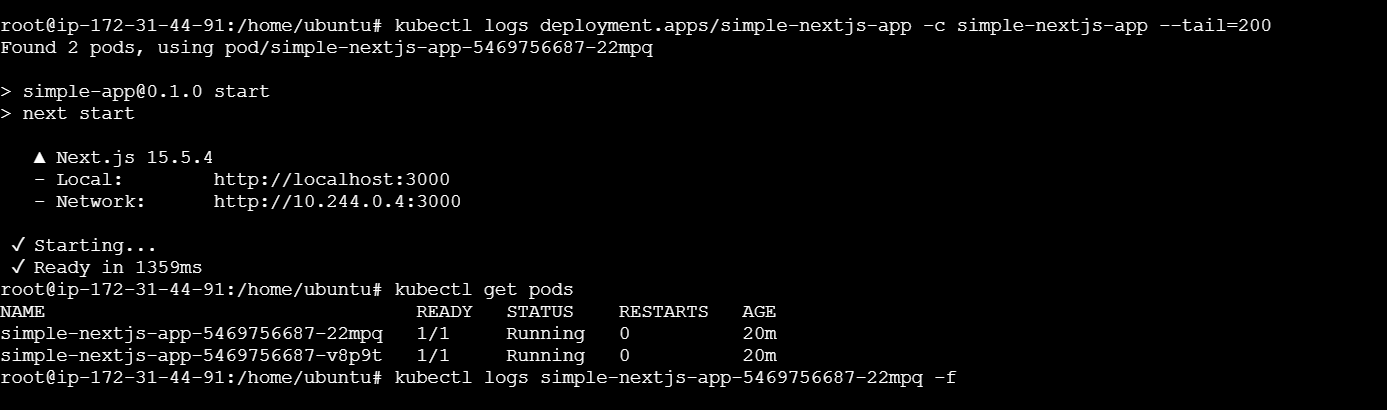 root@ip-172-31-44-91:/home/ubuntu# kubectl logs deployment.apps/simple-nextjs-app -c simple-nextjs-app --tail=200
Found 2 pods, using pod/simple-nextjs-app-5469756687-22mpq
> simple-app@0.1.0 start
> next start
▲ Next.js 15.5.4
- Local: http://localhost:3000
- Network: http://10.244.0.4:3000
✓ Starting...
✓ Ready in 1359ms
root@ip-172-31-44-91:/home/ubuntu# kubectl get pods
NAME READY STATUS RESTARTS AGE
simple-nextjs-app-5469756687-22mpq 1/1 Running 0 20m
simple-nextjs-app-5469756687-v8p9t 1/1 Running 0 20m
root@ip-172-31-44-91:/home/ubuntu# kubectl logs simple-nextjs-app-5469756687-22mpq -f